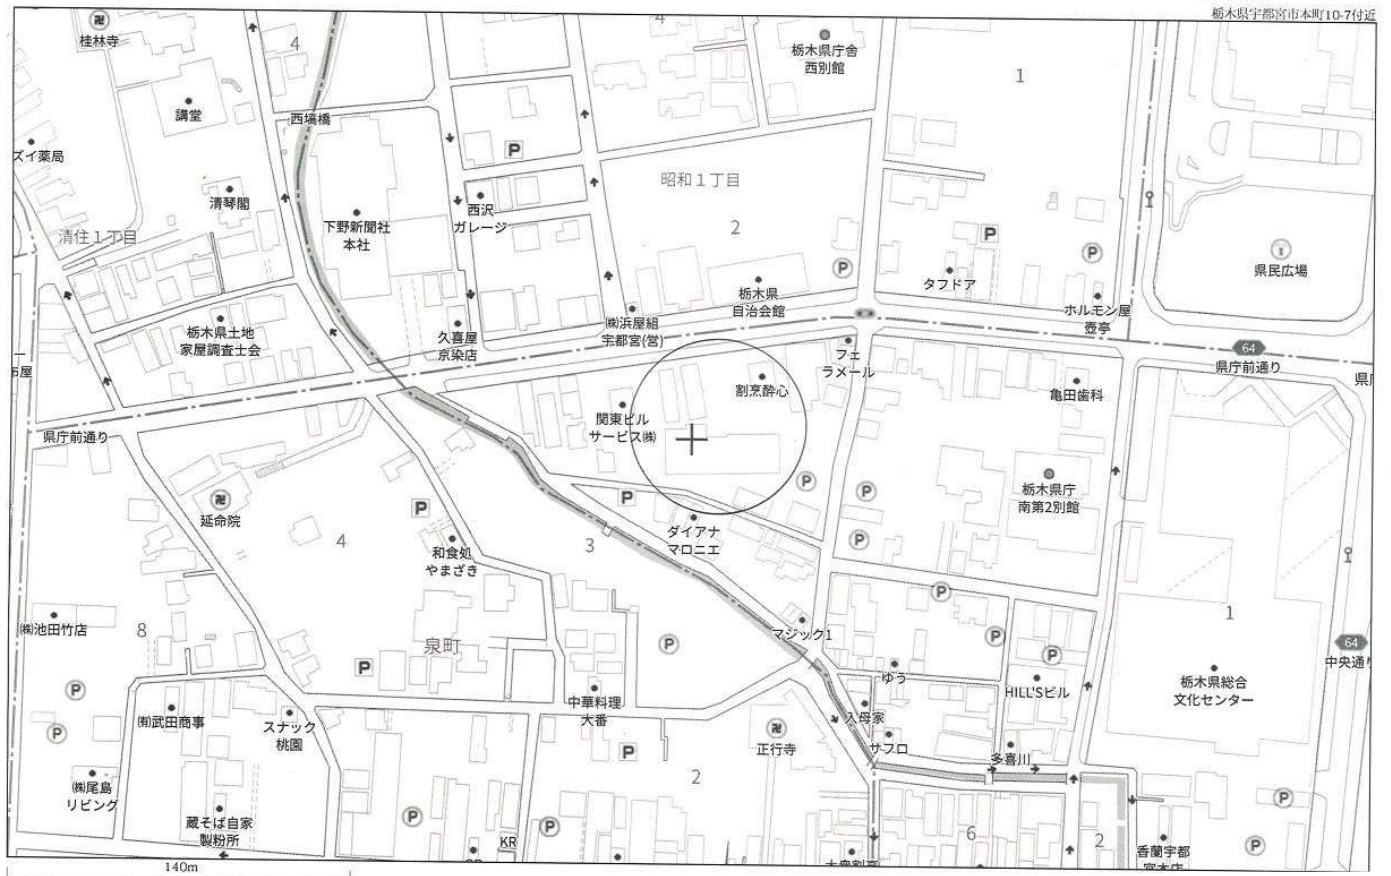 栃木県宇都宮市本町10-7付近
桂林寺
4
4
栃木県庁舎
西別館
1
講堂
西塙橋
P
ズイ薬局
清琴閣
昭和1丁目
西沢
ガレージ
下野新聞社
本社
2
清住1丁目
P
P
県民広場
P
タフドア
栃木県
自治会館
ホルモン屋
壺亭
栃木県土地
家屋調査士会
久喜屋
京染店
㈱浜屋組
宇都宮(営)
フェ
ラメール
64
県庁前通り
割烹酔心
亀田歯科
関東ビル
サービス㈱
県庁前通り
P
P
栃木県庁
南第2別館
延命院
P
P
ダイアナ
マロニエ
4
和食処
やまざき
3
P
P
㈱池田竹店
8
泉町
P
マジック1
P
P
1
64
中央通り
P
P
ゆう
HILL'Sビル
栃木県総合
文化センター
中華料理
大番
㈲武田商事
スナック
桃園
入母家
P
P
正行寺
サフロ
多喜川
2
㈱尾島
リビング
P
蔵そば自家
製粉所
P
P
KR
6
2
P
香蘭宇都
宮本店
140m